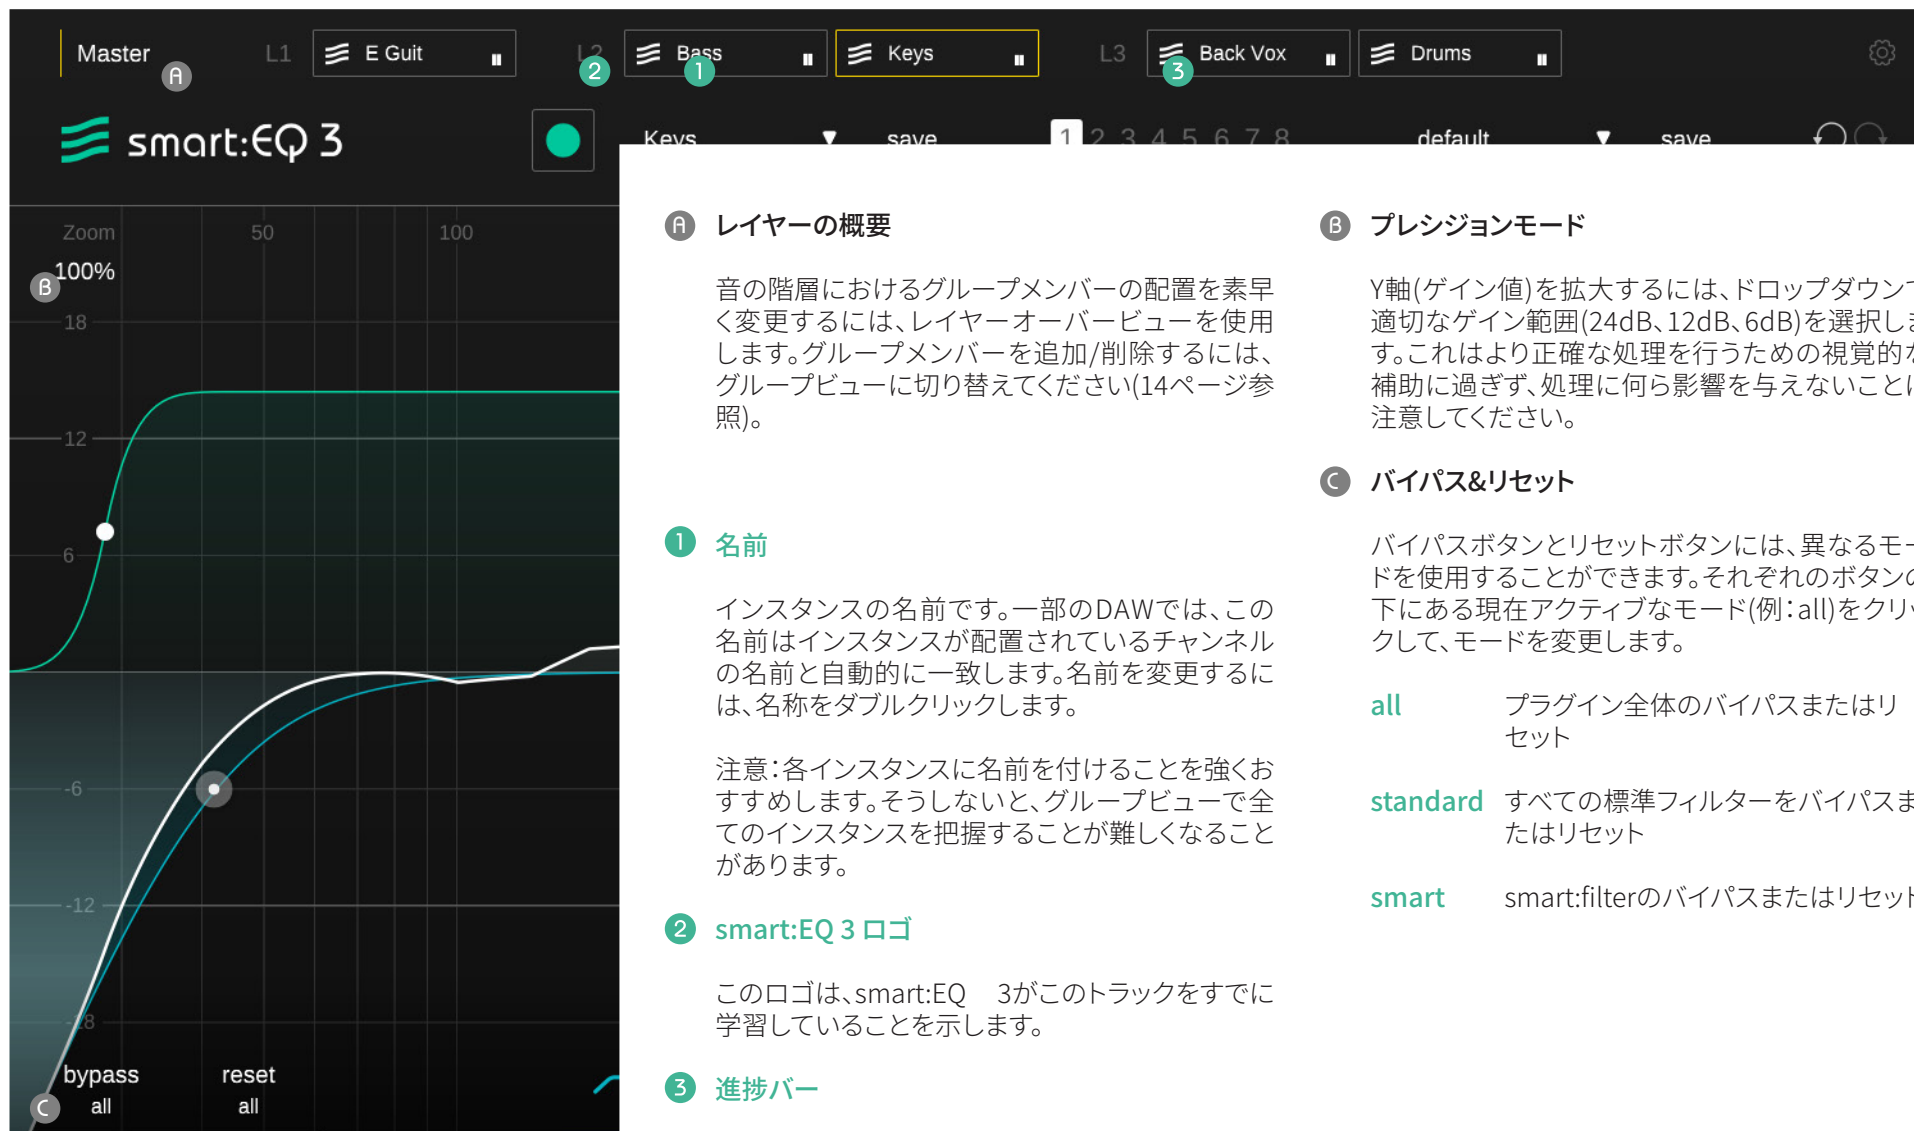 Master
L1
E Guit
L2
Bass
Keys
L3
Back Vox
Drums
A
2
1
3
smart:EQ 3
Keys
save
1 2 3 4 5 6 7 8
default
save
Zoom
50
100
100%
B
18
12
6
-6
-12
-18
bypass
all
reset
all
C
A レイヤーの概要
音の階層におけるグループメンバーの配置を素早
く変更するには、レイヤーオーバービューを使用
します。グループメンバーを追加/削除するには、
グループビューに切り替えてください(14ページ参
照)。
1 名前
インスタンスの名前です。一部のDAWでは、この
名前はインスタンスが配置されているチャンネル
の名前と自動的に一致します。名前を変更するに
は、名称をダブルクリックします。
注意：各インスタンスに名前を付けることを強くお
すすめします。そうしないと、グループビューで全
てのインスタンスを把握することが難しくなること
があります。
2 smart:EQ 3 ロゴ
このロゴは、smart:EQ 3がこのトラックをすでに
学習していることを示します。
3 進捗バー
B プレシジョンモード
Y軸(ゲイン値)を拡大するには、ドロップダウンで
適切なゲイン範囲(24dB、12dB、6dB)を選択しま
す。これはより正確な処理を行うための視覚的な
補助に過ぎず、処理に何ら影響を与えないことに
注意してください。
C バイパス&リセット
バイパスボタンとリセットボタンには、異なるモー
ドを使用することができます。それぞれのボタンの
下にある現在アクティブなモード(例：all)をクリッ
クして、モードを変更します。
all プラグイン全体のバイパスまたはリ
セット
standard すべての標準フィルターをバイパスま
たはリセット
smart smart:filterのバイパスまたはリセット